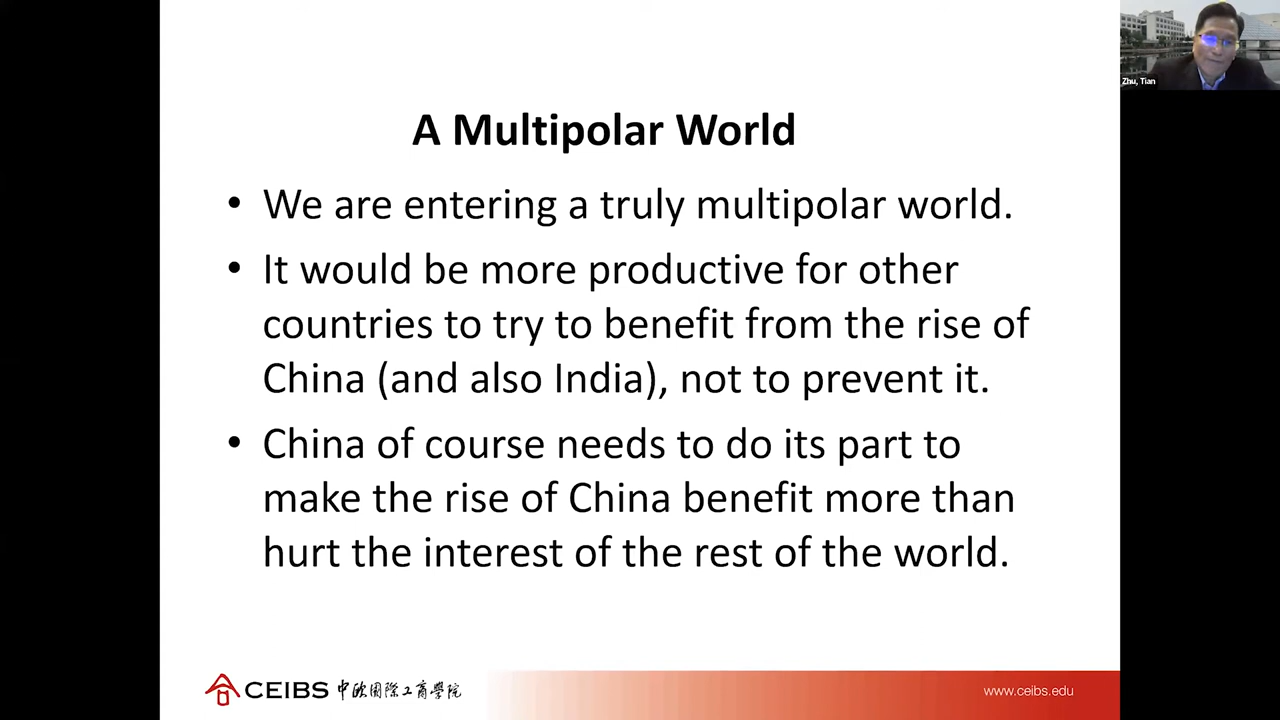 Zhu, Tian
A Multipolar World
• We are entering a truly multipolar world.
• It would be more productive for other
countries to try to benefit from the rise of
China (and also India), not to prevent it.
• China of course needs to do its part to
make the rise of China benefit more than
hurt the interest of the rest of the world.
CEIBS 中欧国際工商學院
www.ceibs.edu